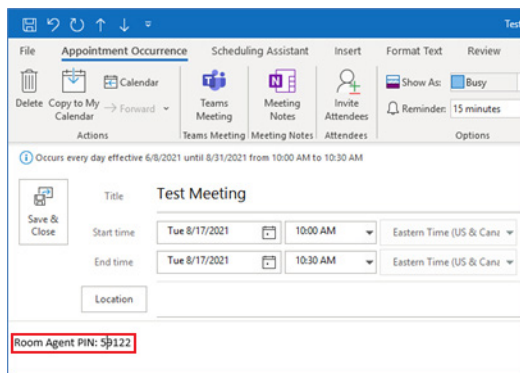 Test
File Appointment Occurrence Scheduling Assistant Insert Format Text Review
Delete Copy to My Calendar Calendar → Forward Teams Meeting Meeting Notes Invite Attendees Show As: Busy Reminder: 15 minutes
Actions Teams Meeting Meeting Notes Attendees Options
Occurs every day effective 6/8/2021 until 8/31/2021 from 10:00 AM to 10:30 AM
Save & Close
Title Test Meeting
Start time Tue 8/17/2021 10:00 AM Eastern Time (US & Cana
End time Tue 8/17/2021 10:30 AM Eastern Time (US & Cana
Location
Room Agent PIN: 59122